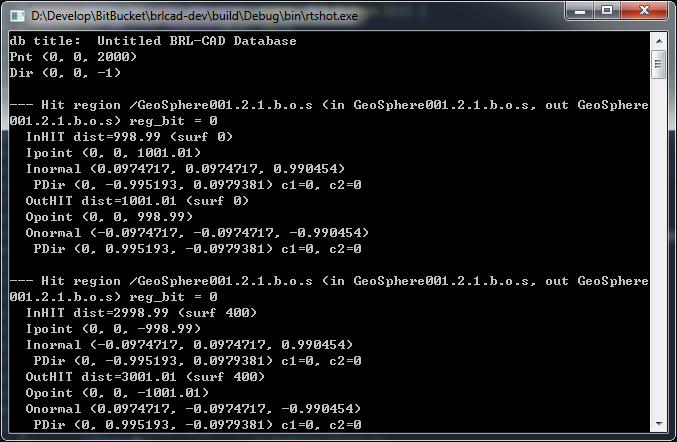 D:\Develop\BitBucket\brlcad-dev\build\Debug\bin\rtshot.exe
db title:  Untitled BRL-CAD Database
Pnt (0, 0, 2000)
Dir (0, 0, -1)
--- Hit region /GeoSphere001.2.1.b.o.s (in GeoSphere001.2.1.b.o.s, out GeoSphere
001.2.1.b.o.s) reg_bit = 0
  InHIT dist=998.99 (surf 0)
  Ipoint (0, 0, 1001.01)
  Inormal (0.0974717, 0.0974717, 0.990454)
   PDir (0, -0.995193, 0.0979381) c1=0, c2=0
  OutHIT dist=1001.01 (surf 0)
  Opoint (0, 0, 998.99)
  Onormal (-0.0974717, -0.0974717, -0.990454)
   PDir (0, 0.995193, -0.0979381) c1=0, c2=0
--- Hit region /GeoSphere001.2.1.b.o.s (in GeoSphere001.2.1.b.o.s, out GeoSphere
001.2.1.b.o.s) reg_bit = 0
  InHIT dist=2998.99 (surf 400)
  Ipoint (0, 0, -998.99)
  Inormal (-0.0974717, 0.0974717, 0.990454)
   PDir (0, -0.995193, 0.0979381) c1=0, c2=0
  OutHIT dist=3001.01 (surf 400)
  Opoint (0, 0, -1001.01)
  Onormal (0.0974717, -0.0974717, -0.990454)
   PDir (0, 0.995193, -0.0979381) c1=0, c2=0